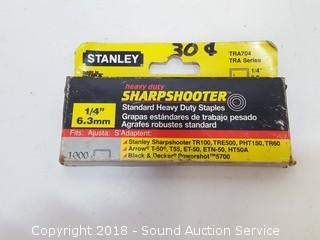 STANLEY
30¢
TRA704
TRA Series
1/4"
heavy duty
SHARPSHOOTER
Standard Heavy Duty Staples
Grapas estándares de trabajo pesado
Agrafes robustes standard
1/4"
6.3mm
Fits: Ajusta: S'Adaptent:
Stanley Sharpshooter TR100, TRE500, PHT150, TR60
Arrow® T-50®, T55, ET-50, ETN-50, HT50A
Black & Decker® Powershot™5700
1000
Copyright 2018 - Sound Auction Service